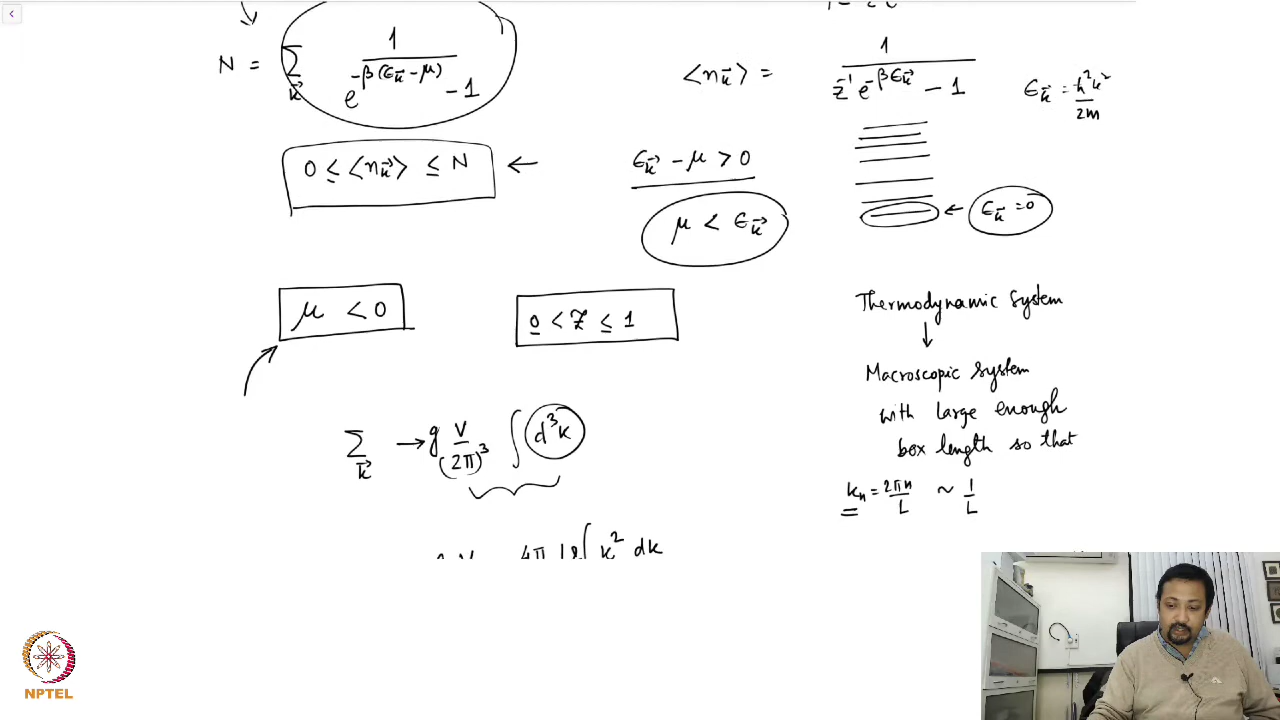 N = Σ_k⃗ 1 / (e^{-β(ε_k⃗ - μ)} - 1)
⟨n_k⃗⟩ = 1 / (z^{-1} e^{-βε_k⃗} - 1)
ε_k⃗ = ħ²k² / 2m
0 ≤ ⟨n_k⃗⟩ ≤ N ←
ε_k⃗ - μ > 0
← ε_k⃗ = 0
μ < ε_k⃗
μ < 0
0 < z ≤ 1
Thermodynamic System
↓
Macroscopic System
with large enough
box length so that
k_n = 2πn / L ~ 1 / L
Σ_k⃗ → g V / (2π)³ ∫ d³k
4π ∫ k² dk
NPTEL